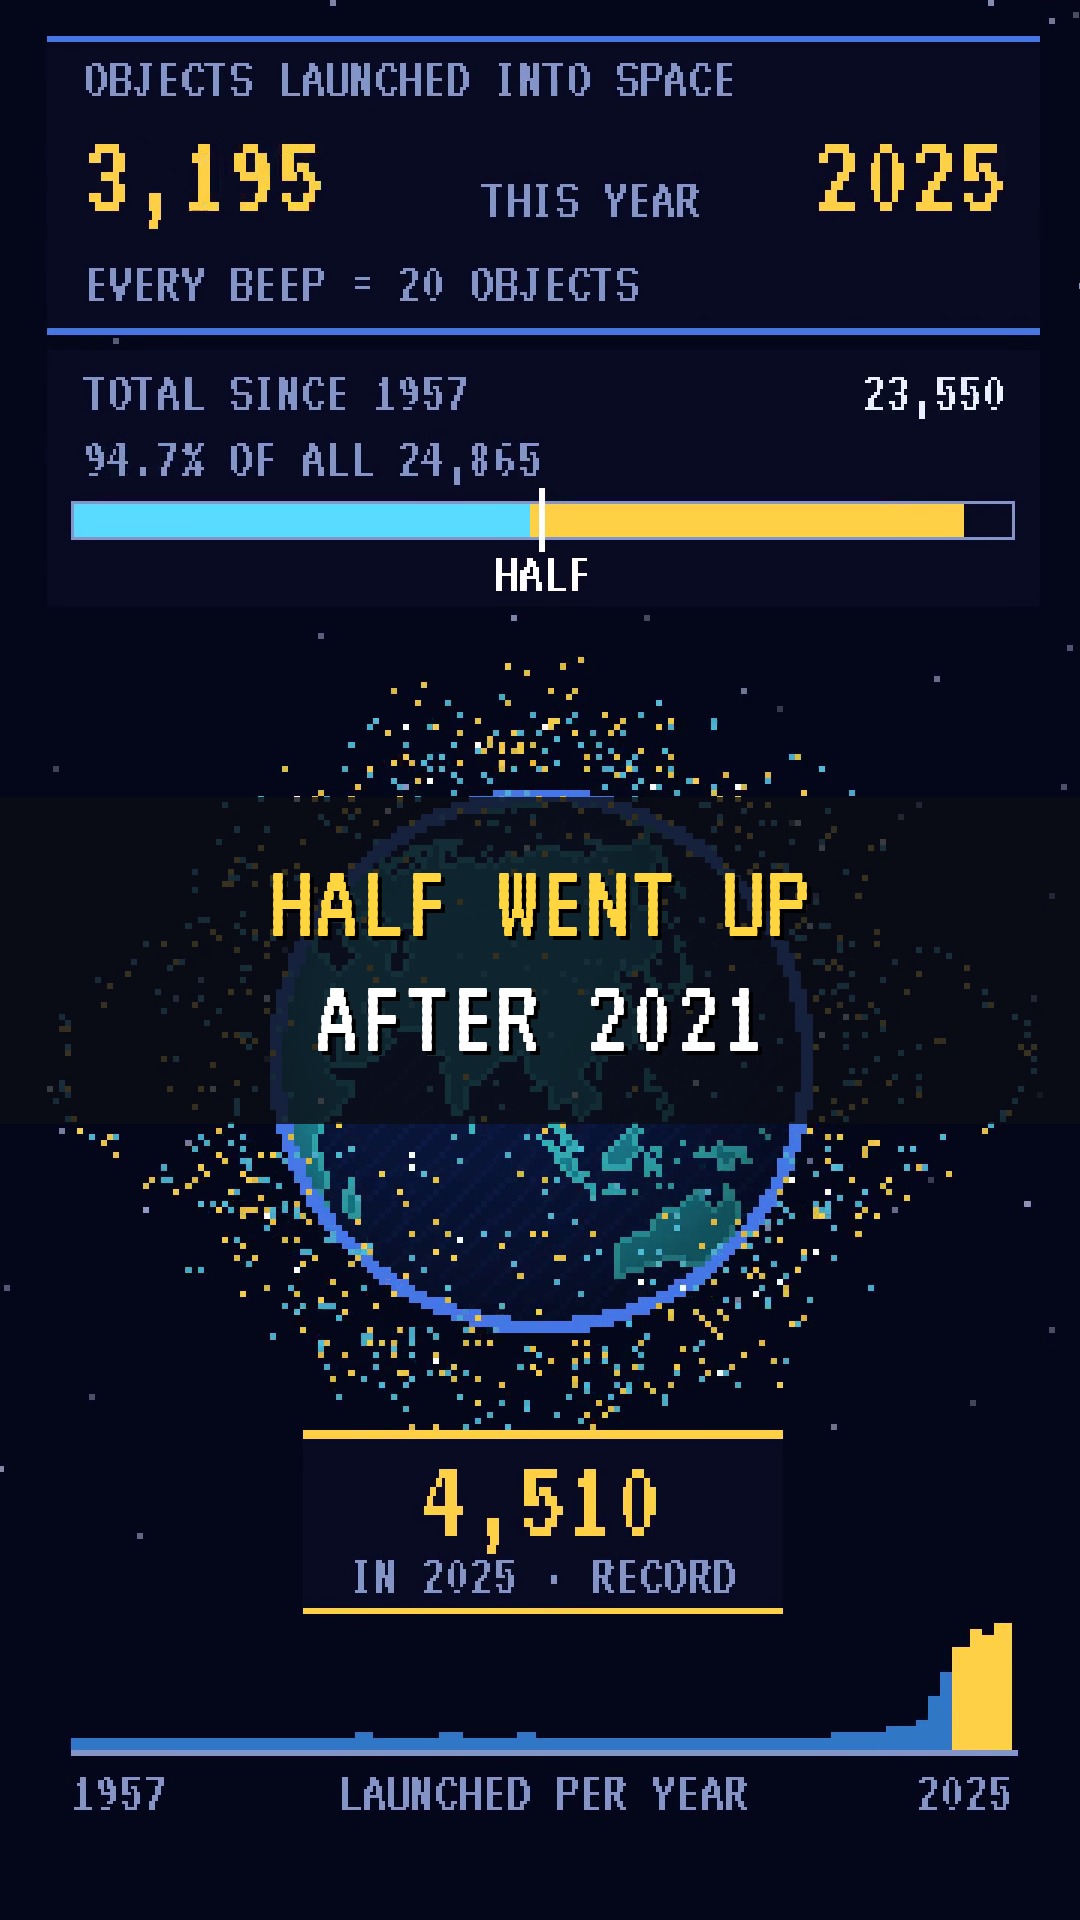 OBJECTS LAUNCHED INTO SPACE
3,195 THIS YEAR 2025
EVERY BEEP = 20 OBJECTS
TOTAL SINCE 1957 23,550
94.7% OF ALL 24,865
HALF
HALF WENT UP
AFTER 2021
4,510
IN 2025 · RECORD
1957 LAUNCHED PER YEAR 2025